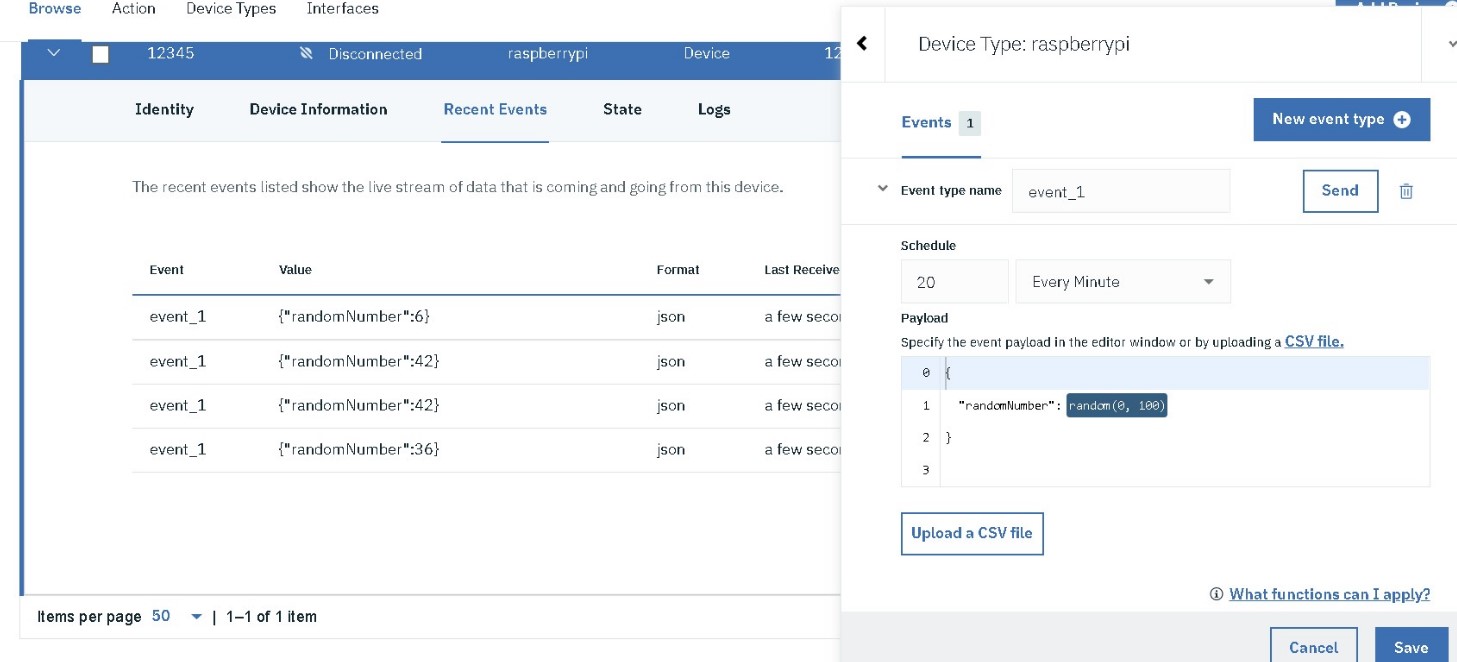 Browse Action Device Types Interfaces
12345 Disconnected raspberrypi Device 12
Identity Device Information Recent Events State Logs
The recent events listed show the live stream of data that is coming and going from this device.
Event Value Format Last Receive
event_1 {"randomNumber":6} json a few seco
event_1 {"randomNumber":42} json a few seco
event_1 {"randomNumber":42} json a few seco
event_1 {"randomNumber":36} json a few seco
Items per page 50 | 1–1 of 1 item
Device Type: raspberrypi
Events 1
New event type
Event type name event_1 Send
Schedule
20 Every Minute
Payload
Specify the event payload in the editor window or by uploading a CSV file.
0 {
1 "randomNumber": random(0, 100)
2 }
3
Upload a CSV file
What functions can I apply?
Cancel Save